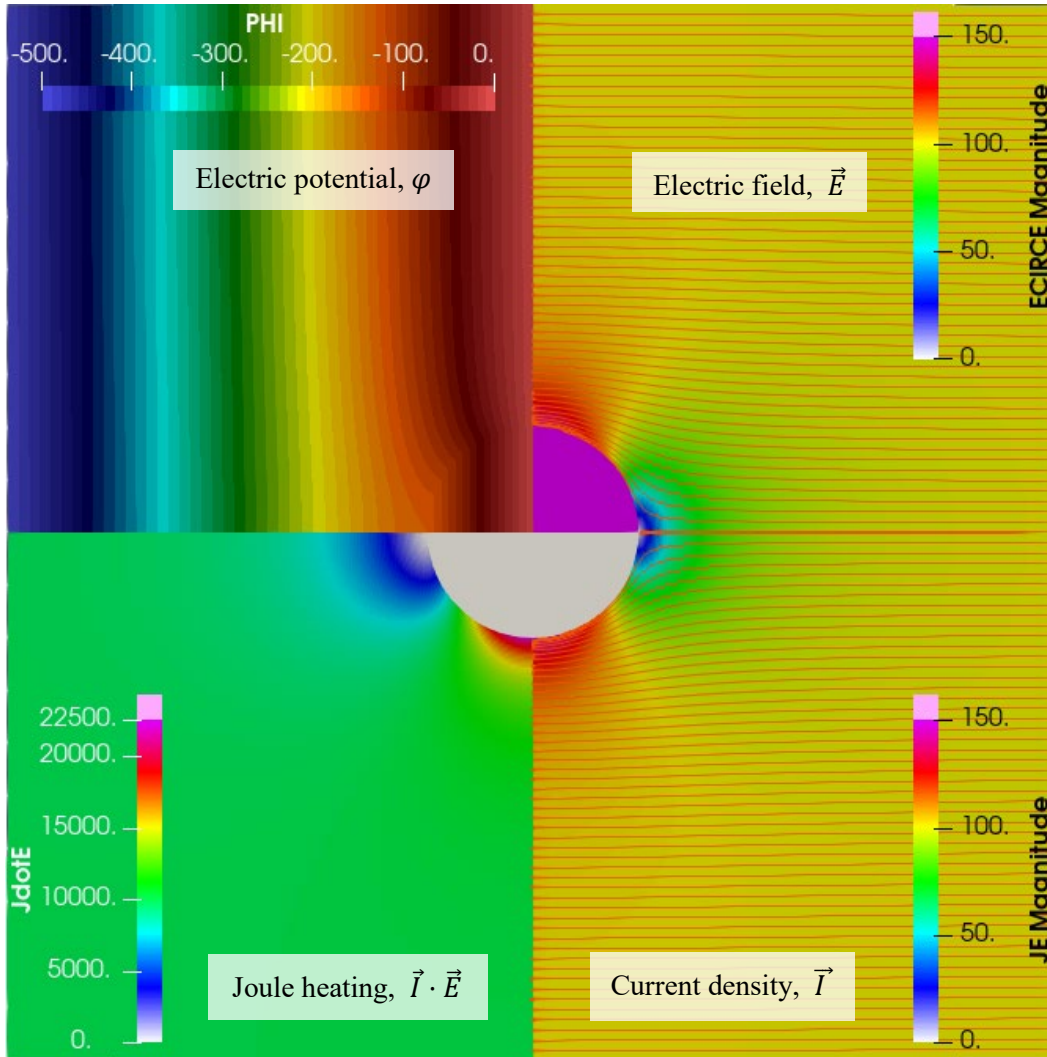 PHI
-500. -400. -300. -200. -100. 0.
Electric potential, φ
150.
100.
50.
0.
ECIRCE Magnitude
Electric field, E⃗
22500.
20000.
15000.
10000.
5000.
0.
JdotE
Joule heating, I⃗ · E⃗
150.
100.
50.
0.
JE Magnitude
Current density, I⃗